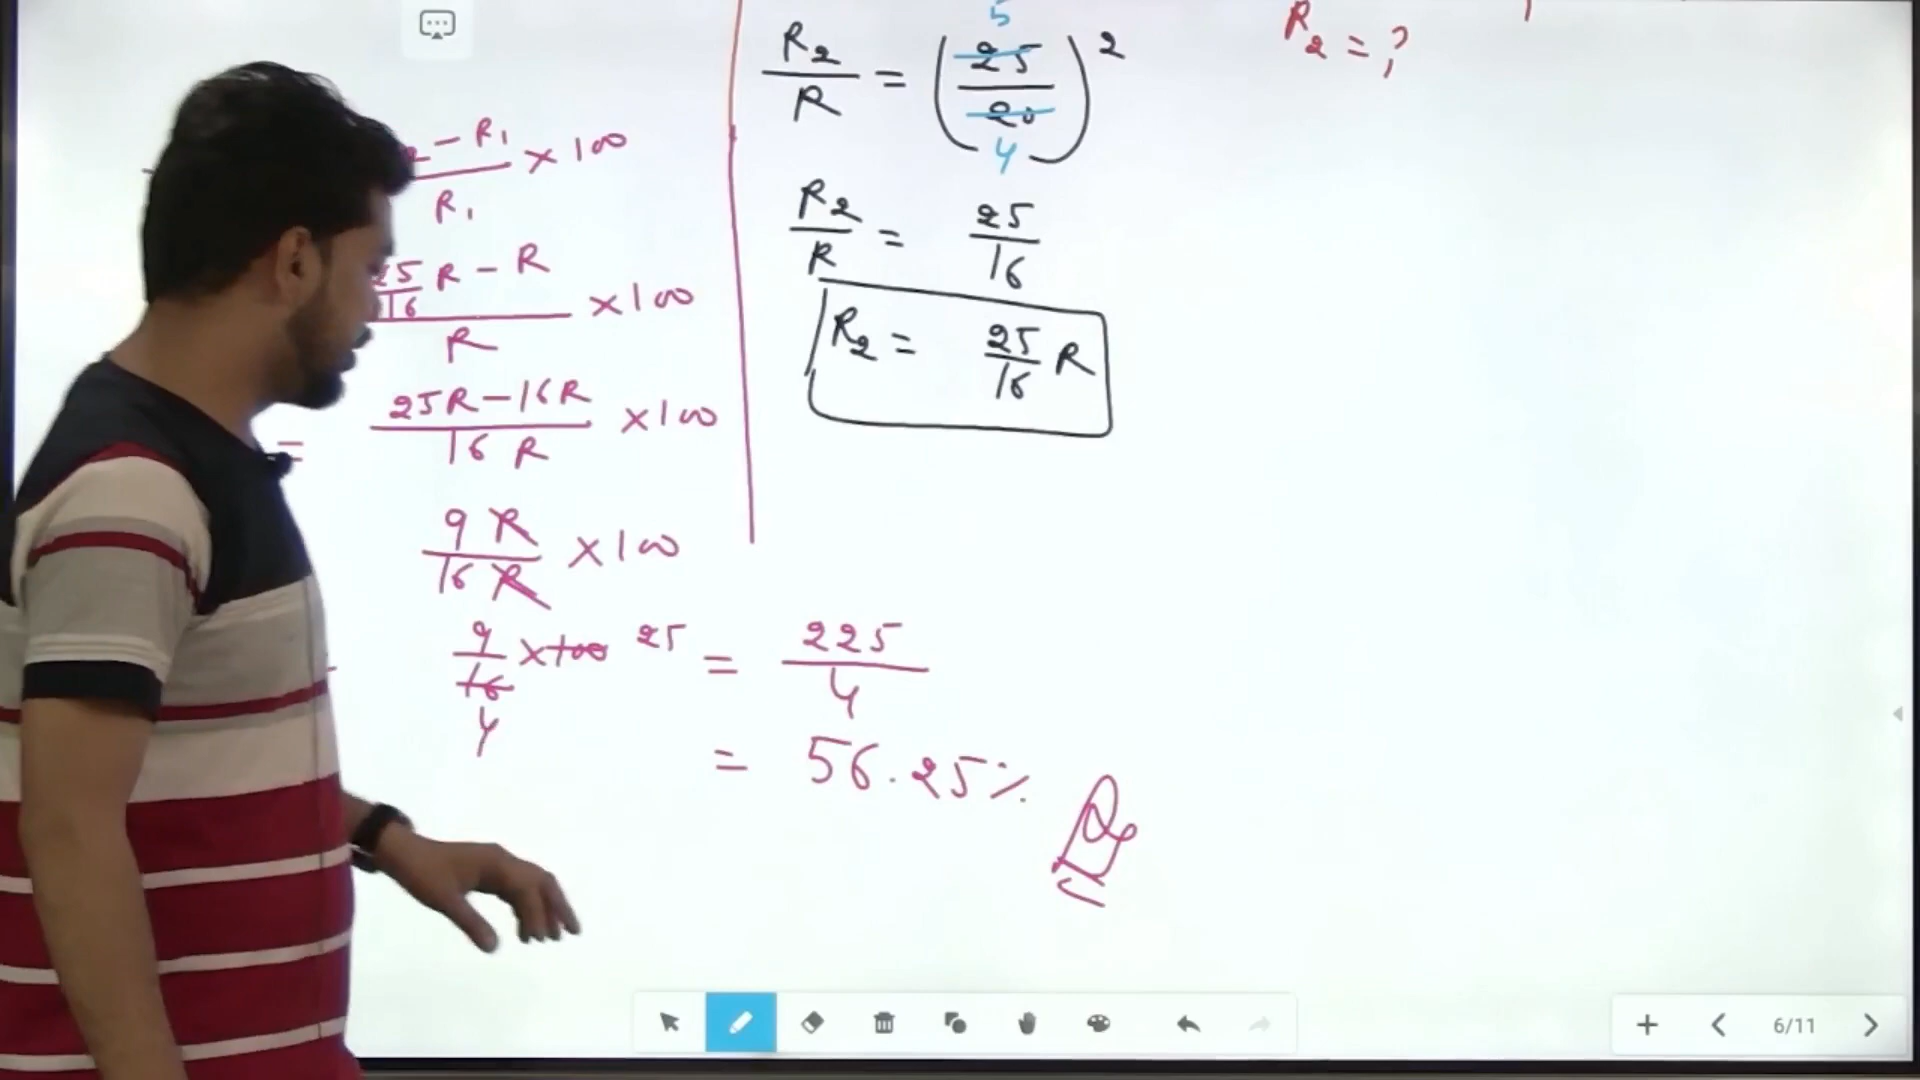 2 - R₁ / R₁ × 100
25/16 R - R / R × 100
= 25R - 16R / 16 R × 100
9 R / 16 R × 100
9/16 × 100 25 = 225 / 4
4
= 56.25 %
5
R₂ / R = ( 25 / 20 )²
4
R₂ / R = 25 / 16
R₂ = 25/16 R
R₂ = ?
6/11